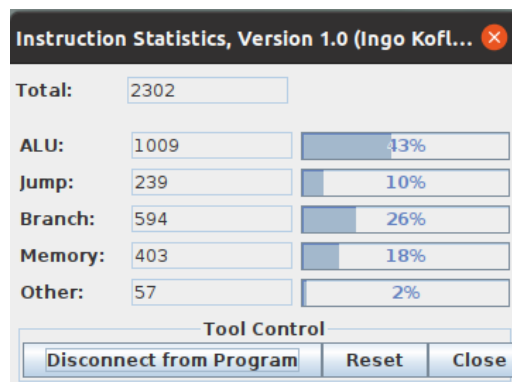 Instruction Statistics, Version 1.0 (Ingo Kofl...
Total: 2302
ALU: 1009 43%
Jump: 239 10%
Branch: 594 26%
Memory: 403 18%
Other: 57 2%
Tool Control
Disconnect from Program Reset Close